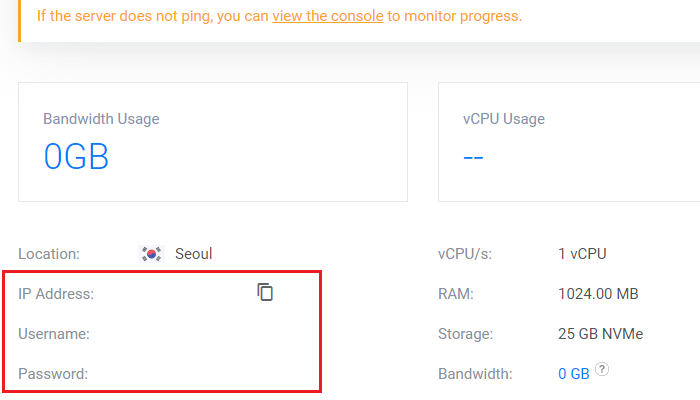 If the server does not ping, you can view the console to monitor progress.
Bandwidth Usage
0GB
vCPU Usage
--
Location: Seoul
IP Address:
Username:
Password:
vCPU/s: 1 vCPU
RAM: 1024.00 MB
Storage: 25 GB NVMe
Bandwidth: 0 GB ?